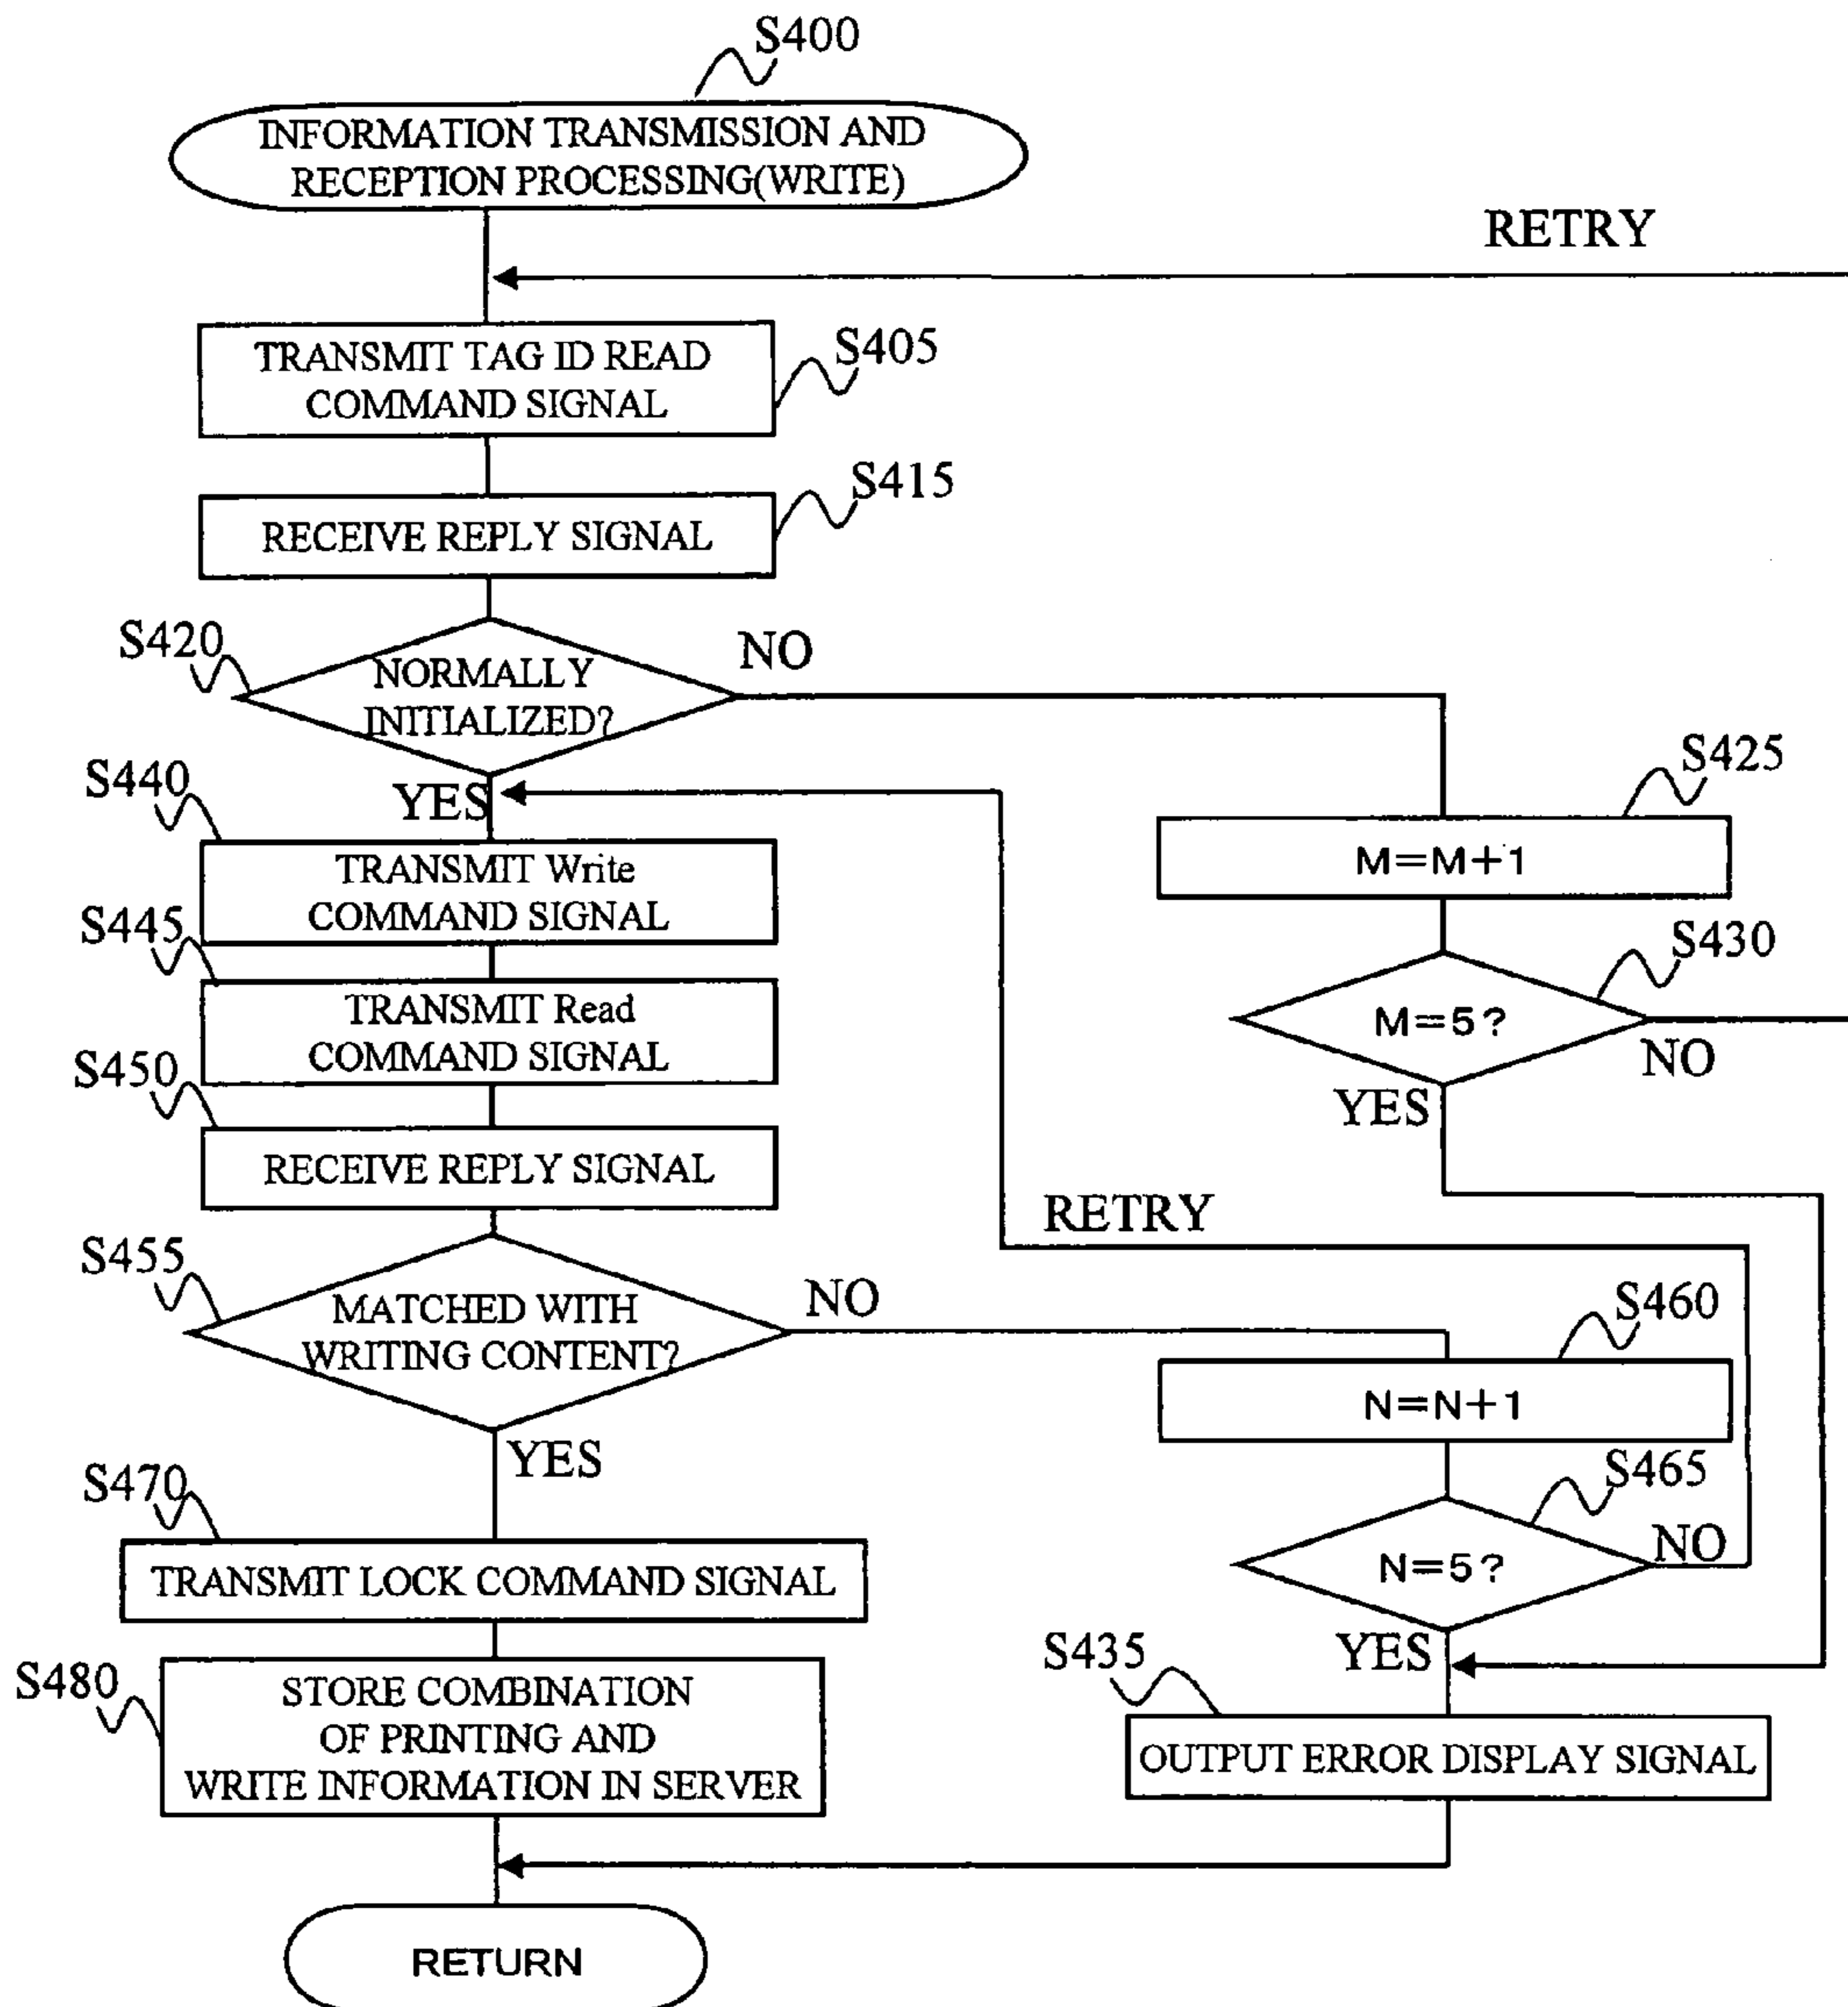 S400
INFORMATION TRANSMISSION AND
RECEPTION PROCESSING(WRITE)
RETRY
TRANSMIT TAG ID READ
COMMAND SIGNAL
S405
S415
RECEIVE REPLY SIGNAL
S420
NORMALLY
INITIALIZED?
NO
S425
M=M+1
S440
YES
TRANSMIT Write
COMMAND SIGNAL
S430
M=5?
NO
YES
S445
TRANSMIT Read
COMMAND SIGNAL
S450
RECEIVE REPLY SIGNAL
RETRY
S455
MATCHED WITH
WRITING CONTENT?
NO
S460
N=N+1
YES
S465
N=5?
NO
YES
S470
TRANSMIT LOCK COMMAND SIGNAL
S480
STORE COMBINATION
OF PRINTING AND
WRITE INFORMATION IN SERVER
S435
OUTPUT ERROR DISPLAY SIGNAL
RETURN